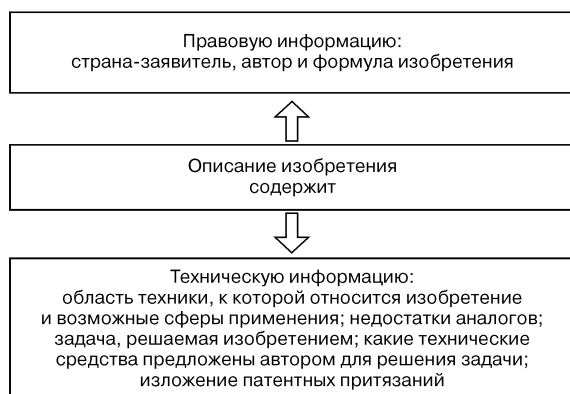 Правовую информацию:
страна-заявитель, автор и формула изобретения
Описание изобретения
содержит
Техническую информацию:
область техники, к которой относится изобретение
и возможные сферы применения; недостатки аналогов;
задача, решаемая изобретением; какие технические
средства предложены автором для решения задачи;
изложение патентных притязаний